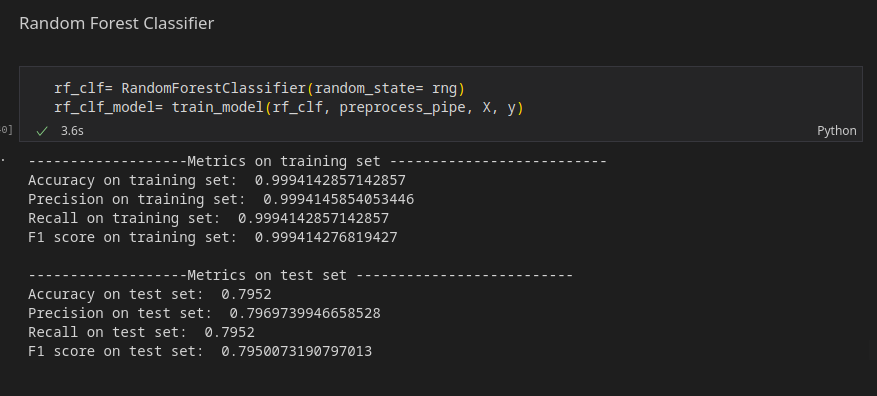 Random Forest Classifier
rf_clf= RandomForestClassifier(random_state= rng)
rf_clf_model= train_model(rf_clf, preprocess_pipe, X, y)
0]
✓ 3.6s
Python
-------------------Metrics on training set --------------------------
Accuracy on training set:  0.9994142857142857
Precision on training set:  0.9994145854053446
Recall on training set:  0.9994142857142857
F1 score on training set:  0.999414276819427
-------------------Metrics on test set --------------------------
Accuracy on test set:  0.7952
Precision on test set:  0.7969739946658528
Recall on test set:  0.7952
F1 score on test set:  0.7950073190797013